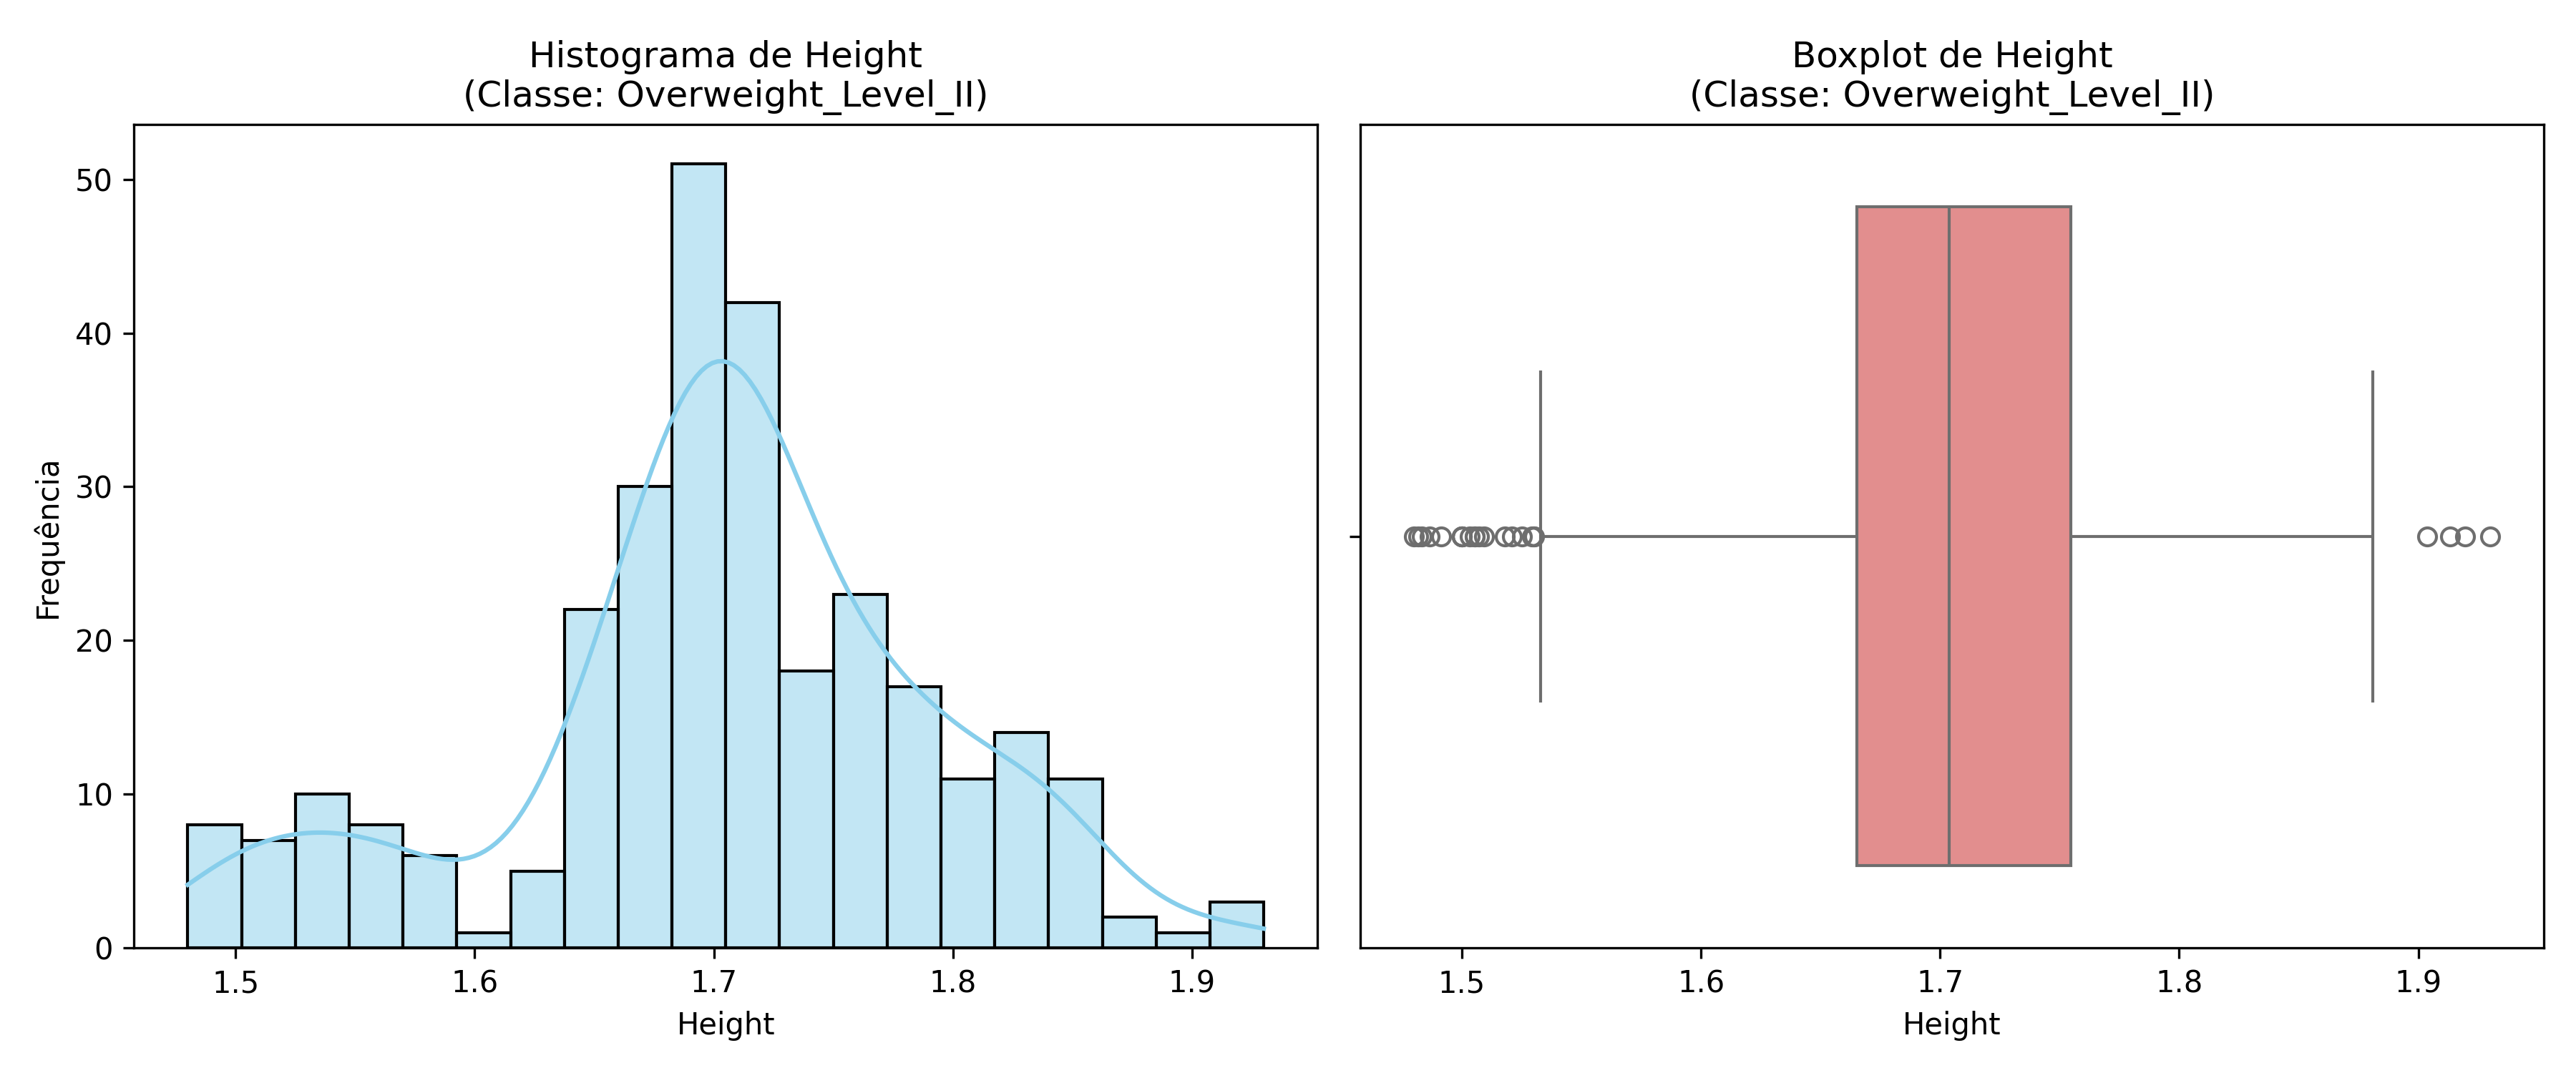 Histograma de Height
(Classe: Overweight_Level_II)
Frequência
50
40
30
20
10
0
1.5 1.6 1.7 1.8 1.9
Height
Boxplot de Height
(Classe: Overweight_Level_II)
1.5 1.6 1.7 1.8 1.9
Height